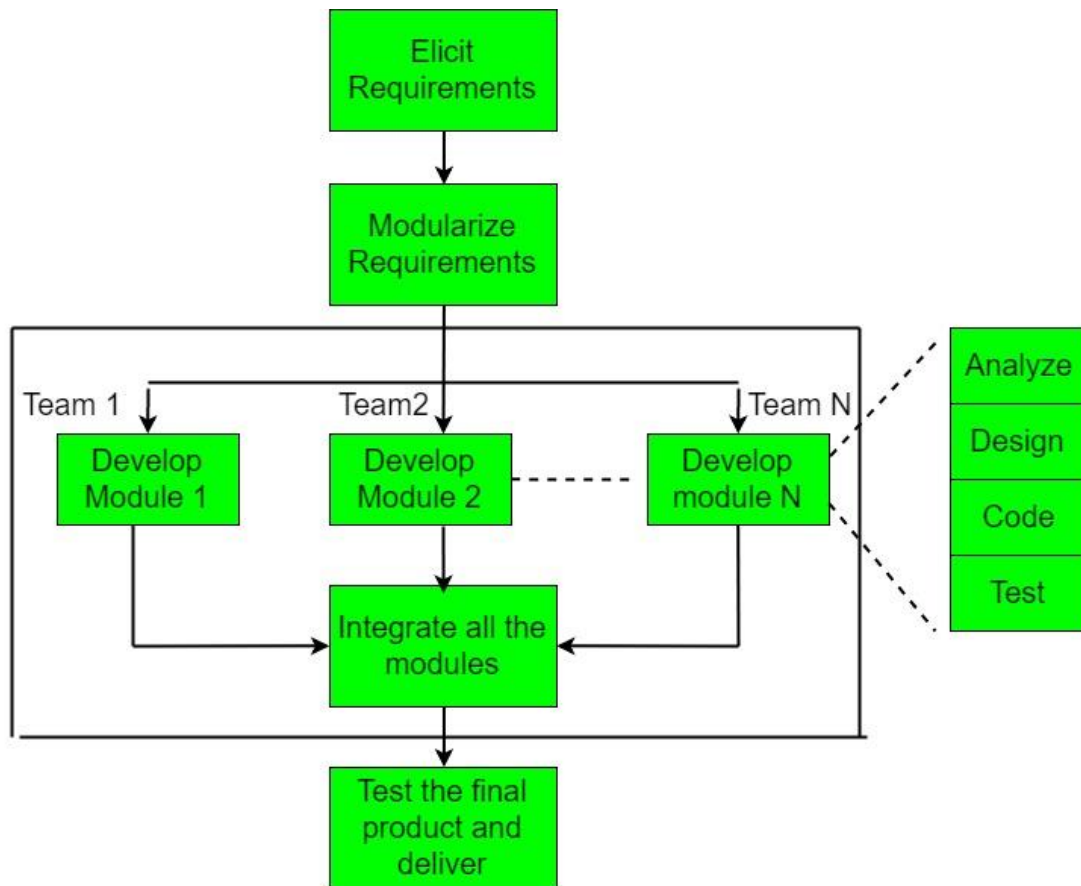 Elicit
Requirements
Modularize
Requirements
Team 1
Team2
Team N
Develop
Module 1
Develop
Module 2
Develop
module N
Analyze
Design
Code
Test
Integrate all the
modules
Test the final
product and
deliver